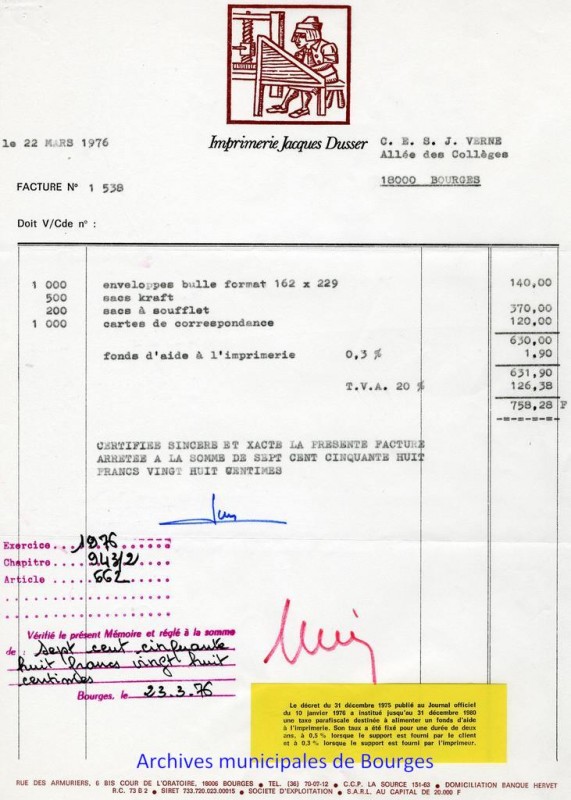 Imprimerie Jacques Dusser
le 22 MARS 1976
C. E. S. J. VERNE
Allée des Collèges
18000 BOURGES
FACTURE N° 1 538
Doit V/Cde n° :
1 000 enveloppes bulle format 162 x 229 140,00
500 sacs kraft
200 sacs à soufflet 370,00
1 000 cartes de correspondance 120,00
630,00
fonds d'aide à l'imprimerie 0,3 % 1,90
631,90
T.V.A. 20 % 126,38
758,28 F
CERTIFIEE SINCERE ET XACTE LA PRESENTE FACTURE
ARRETEE A LA SOMME DE SEPT CENT CINQUANTE HUIT
FRANCS VINGT HUIT CENTIMES
Exercice.... 1976
Chapitre.... 943/2
Article..... 662
Vérifié le présent Mémoire et réglé à la somme
de : sept cent cinquante
huit francs vingt huit
centimes
Bourges, le 23.3.76
Le décret du 31 décembre 1975 publié au Journal officiel
du 10 janvier 1976 a institué jusqu'au 31 décembre 1980
une taxe parafiscale destinée à alimenter un fonds d'aide
à l'imprimerie. Son taux a été fixé pour une durée de deux
ans, à 0,5 % lorsque le support est fourni par le client
et à 0,3 % lorsque le support est fourni par l'imprimeur.
Archives municipales de Bourges
RUE DES ARMURIERS, 6 BIS COUR DE L'ORATOIRE, 18006 BOURGES ● TEL. (36) 70-07-12 ● C.C.P. LA SOURCE 151-63 ● DOMICILIATION BANQUE HERVET
R.C. 73 B 2 ● SIRET 733.720.023.00015 ● SOCIETE D'EXPLOITATION ● S.A.R.L. AU CAPITAL DE 20.000 F